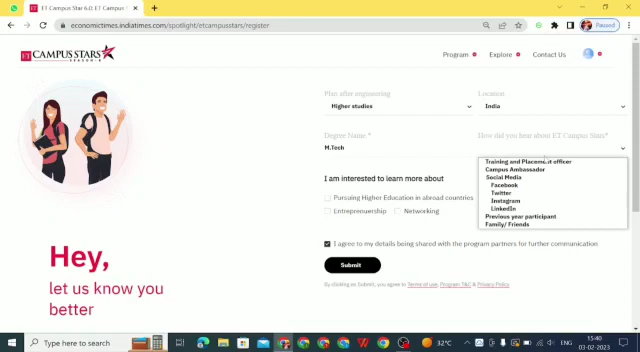 ET Campus Star 6.0. ET Campus S
economictimes.indiatimes.com/spotlight/etcampusstars/register
Paused
ET CAMPUS STARS
SEASON-6
Program
Explore
Contact Us
Plan after engineering
Location
Higher studies
India
Degree Name *
How did you hear about ET Campus Stars*
M.Tech
Training and Placement officer
Campus Ambassador
Social Media
Facebook
Twitter
Instagram
LinkedIn
Previous year participant
Family/ Friends
I am interested to learn more about
Pursuing Higher Education in abroad countries
Entreprenuership
Networking
I agree to my details being shared with the program partners for further communication
Submit
By clicking on Submit, you agree to Terms of use, Program T&C & Privacy Policy
Hey,
let us know you
better
Type here to search
32°C
ENG
15:40
03-02-2023